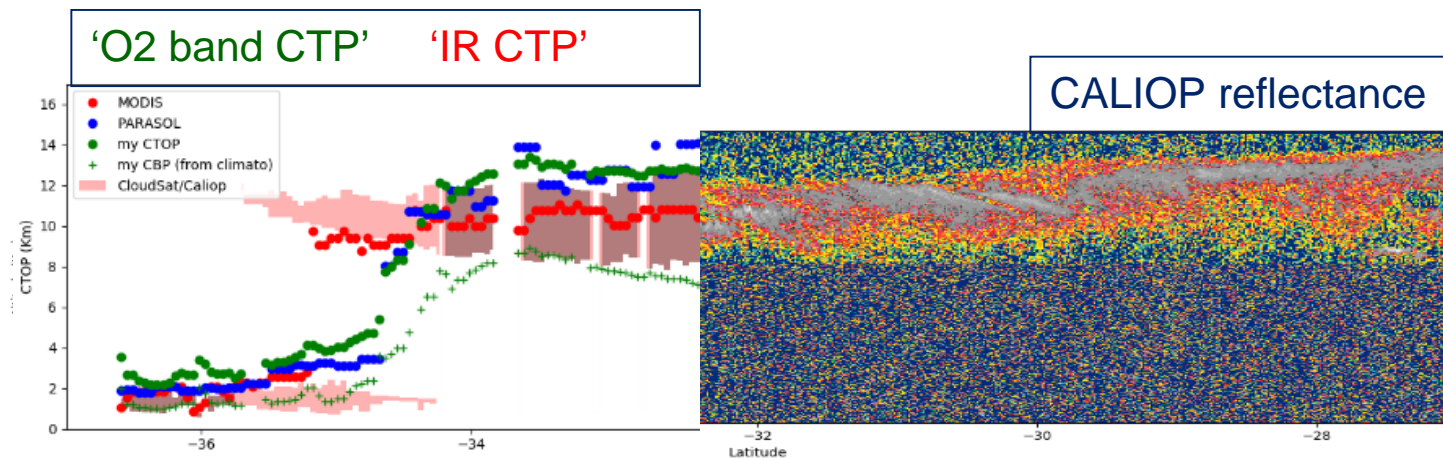 ‘O2 band CTP’ ‘IR CTP’
CALIOP reflectance
MODIS
PARASOL
my CTOP
my CBP (from climato)
CloudSat/Caliop
16
14
12
10
8
6
4
2
0
CTOP (Km)
−36
−34
−32
−30
−28
Latitude